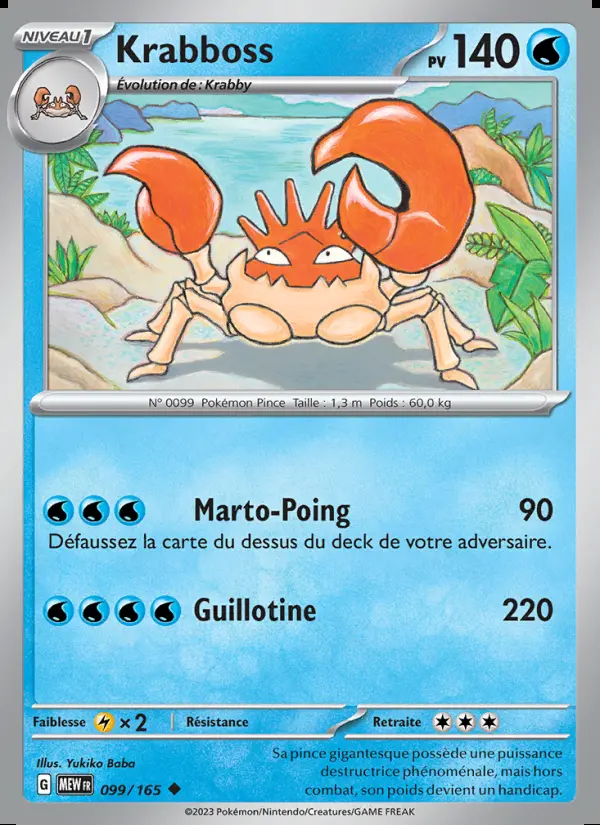 NIVEAU 1
Krabboss
PV 140
Évolution de : Krabby
N° 0099 Pokémon Pince Taille : 1,3 m Poids : 60,0 kg
Marto-Poing 90
Défaussez la carte du dessus du deck de votre adversaire.
Guillotine 220
Faiblesse ×2 Résistance Retraite
Illus. Yukiko Baba
Sa pince gigantesque possède une puissance
destructrice phénoménale, mais hors
combat, son poids devient un handicap.
G MEW FR 099/165
©2023 Pokémon/Nintendo/Creatures/GAME FREAK